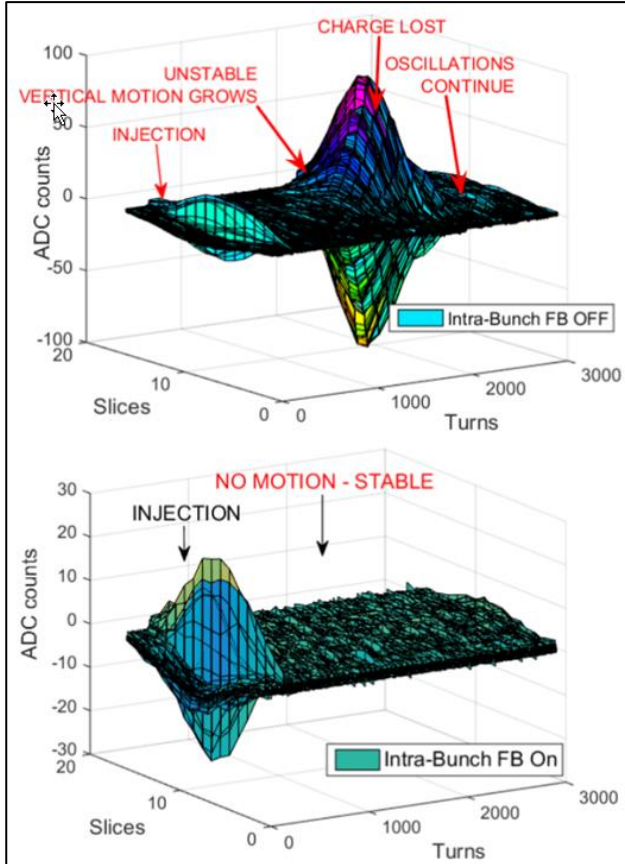 100
CHARGE LOST
UNSTABLE
VERTICAL MOTION GROWS
OSCILLATIONS
CONTINUE
50
INJECTION
0
-50
-100
ADC counts
Intra-Bunch FB OFF
20
10
0
Slices
0
1000
2000
3000
Turns
30
NO MOTION - STABLE
INJECTION
20
10
0
-10
-20
-30
ADC counts
Intra-Bunch FB On
20
10
0
Slices
0
1000
2000
3000
Turns